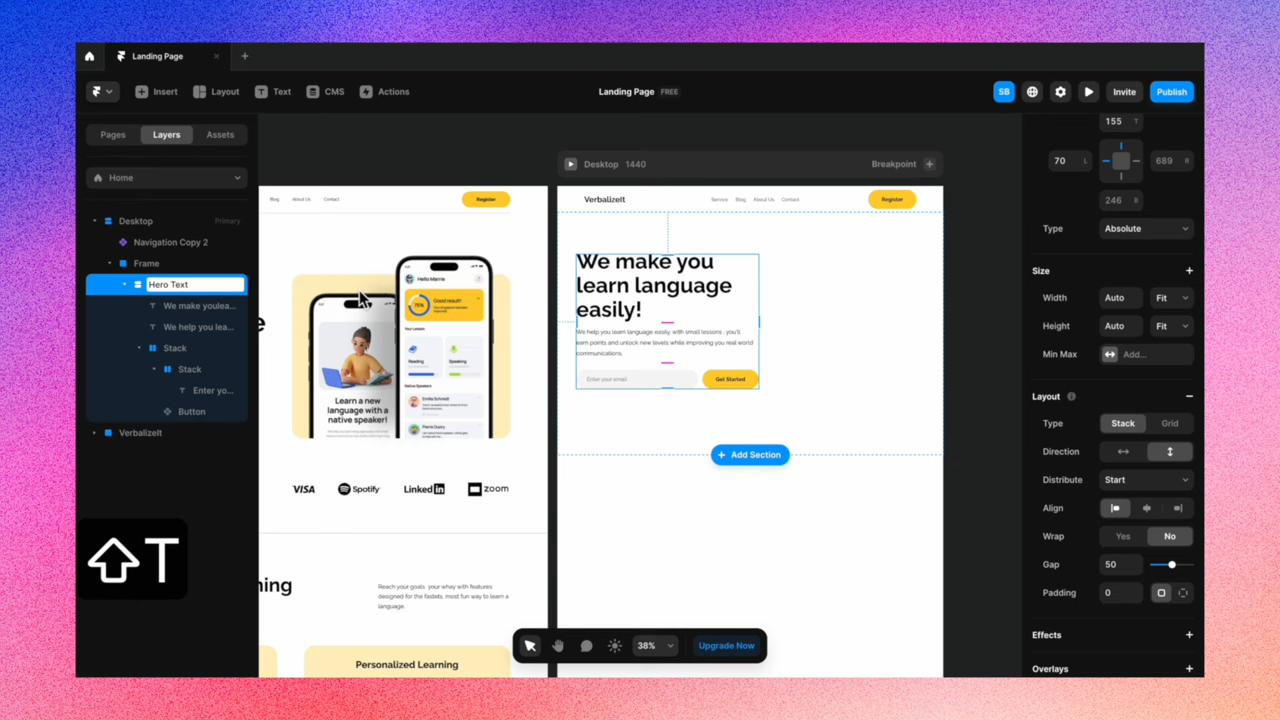 Landing Page
Insert
Layout
Text
CMS
Actions
Landing Page FREE
SB
Invite
Publish
Pages
Layers
Assets
Home
Desktop
Primary
Navigation Copy 2
Frame
Hero Text
We make youlea...
We help you lea...
Stack
Stack
Enter yo...
Button
VerbalizeIt
⇧T
Blog
About Us
Contact
Register
Hello Marrie
Good result!
75%
Your Lesson
Reading
Speaking
Native Speakers
Emilia Schmidt
Pierre Dupry
Learn a new
language with a
native speaker!
e
VISA
Spotify
Linkedin
zoom
ning
Reach your goals your whay with features
designed for the fastets, most fun way to learn a
language.
Personalized Learning
Desktop 1440
Breakpoint
VerbalizeIt
Service
Blog
About Us
Contact
Register
We make you
learn language
easily!
We help you learn language easily, with small lessons , you'll
earn points and unlock new levels while improving you real world
communications.
Enter your email
Get Started
Add Section
38%
Upgrade Now
155 T
70 L
689 R
246 B
Type
Absolute
Size
Width
Auto
Fit
Height
Auto
Fit
Min Max
Add...
Layout
Type
Stack
Grid
Direction
Distribute
Start
Align
Wrap
Yes
No
Gap
50
Padding
0
Effects
Overlays